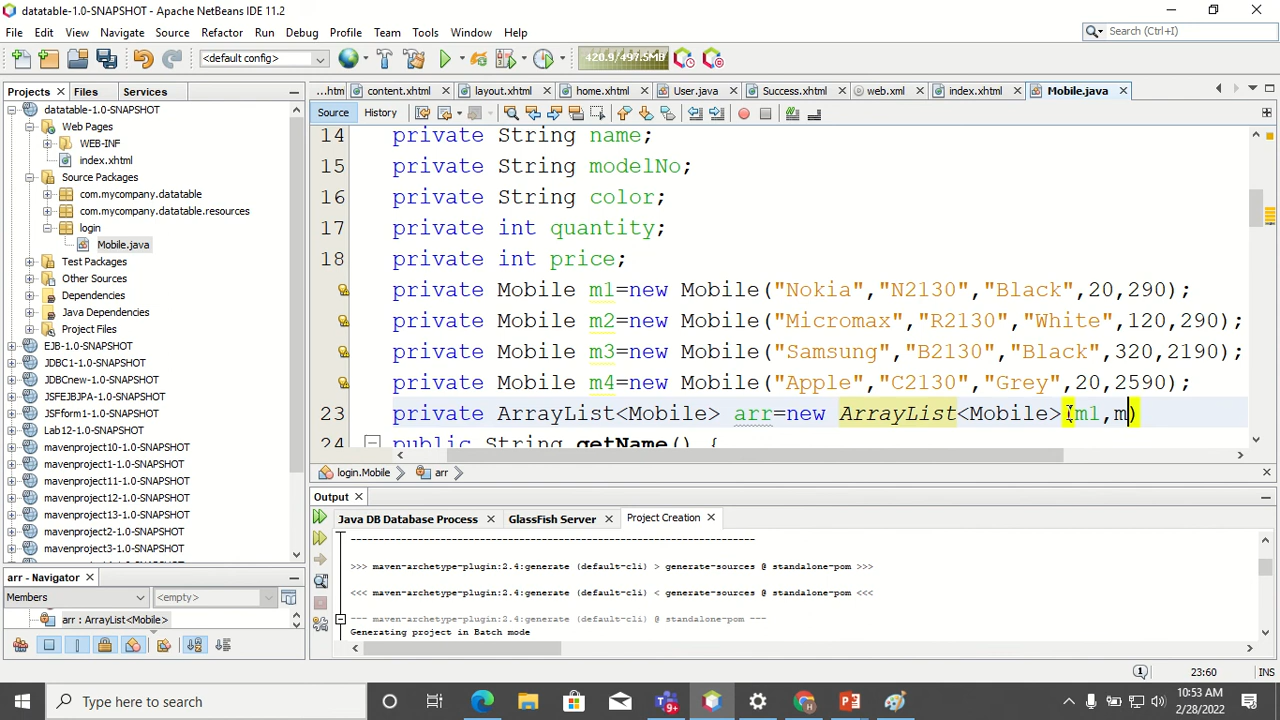 datatable-1.0-SNAPSHOT - Apache NetBeans IDE 11.2
File Edit View Navigate Source Refactor Run Debug Profile Team Tools Window Help
Search (Ctrl+I)
<default config>
420.9/497.5MB
Projects Files Services
...htm content.xhtml layout.xhtml home.xhtml User.java Success.xhtml web.xml index.xhtml Mobile.java
Source History
datatable-1.0-SNAPSHOT
Web Pages
WEB-INF
index.xhtml
Source Packages
com.mycompany.datatable
com.mycompany.datatable.resources
login
Mobile.java
Test Packages
Other Sources
Dependencies
Java Dependencies
Project Files
EJB-1.0-SNAPSHOT
JDBC1-1.0-SNAPSHOT
JDBCnew-1.0-SNAPSHOT
JSFEJBJPA-1.0-SNAPSHOT
JSFform1-1.0-SNAPSHOT
Lab12-1.0-SNAPSHOT
mavenproject10-1.0-SNAPSHOT
mavenproject1-1.0-SNAPSHOT
mavenproject11-1.0-SNAPSHOT
mavenproject12-1.0-SNAPSHOT
mavenproject13-1.0-SNAPSHOT
mavenproject2-1.0-SNAPSHOT
mavenproject3-1.0-SNAPSHOT
14 private String name;
15 private String modelNo;
16 private String color;
17 private int quantity;
18 private int price;
private Mobile m1=new Mobile("Nokia","N2130","Black",20,290);
private Mobile m2=new Mobile("Micromax","R2130","White",120,290);
private Mobile m3=new Mobile("Samsung","B2130","Black",320,2190);
private Mobile m4=new Mobile("Apple","C2130","Grey",20,2590);
23 private ArrayList<Mobile> arr=new ArrayList<Mobile>(m1,m)
24 public String getName() {
login.Mobile arr
Output
Java DB Database Process GlassFish Server Project Creation
------------------------------------------------------------------------
>>> maven-archetype-plugin:2.4:generate (default-cli) > generate-sources @ standalone-pom >>>
<<< maven-archetype-plugin:2.4:generate (default-cli) < generate-sources @ standalone-pom <<<
--- maven-archetype-plugin:2.4:generate (default-cli) @ standalone-pom ---
Generating project in Batch mode
arr - Navigator
Members <empty>
arr : ArrayList<Mobile>
1
23:60 INS
Type here to search
9+
10:53 AM
2/28/2022